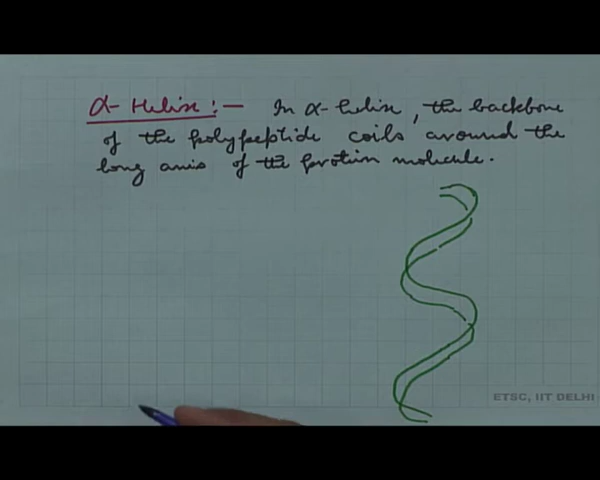 α- Helix :- In α-helix, the backbone
of the polypeptide coils around the
long axis of the protein molecule.
ETSC, IIT DELHI